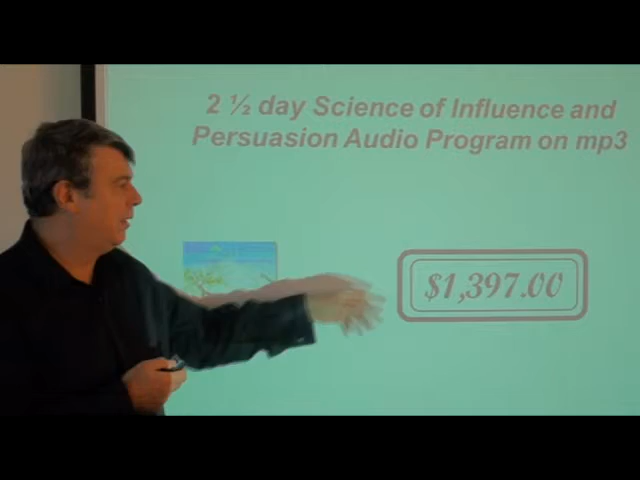 2 ½ day Science of Influence and
Persuasion Audio Program on mp3
$1,397.00